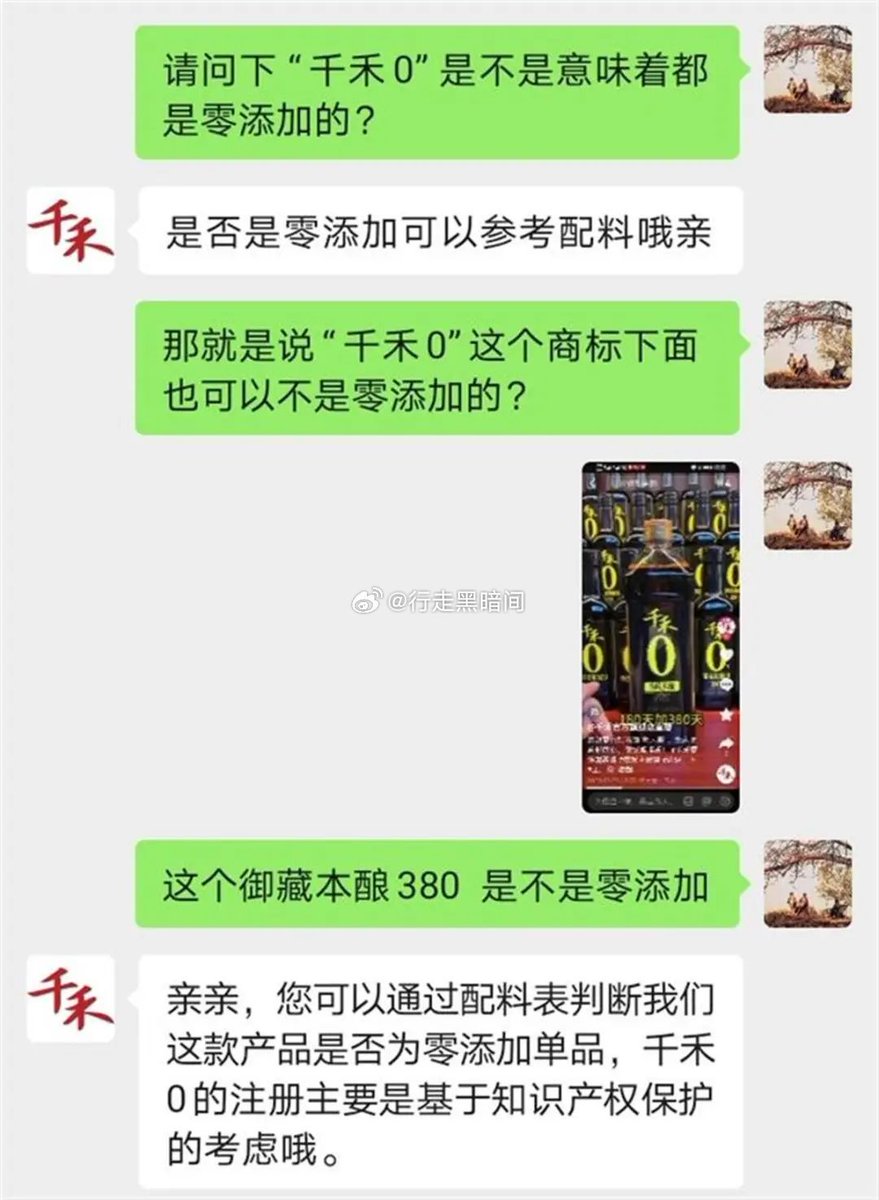 请问下“千禾0”是不是意味着都
是零添加的？
千禾
是否是零添加可以参考配料哦亲
那就是说“千禾0”这个商标下面
也可以不是零添加的？
千禾
0
180天加380天
@行走黑暗间
这个御藏本酿380 是不是零添加
千禾
亲亲，您可以通过配料表判断我们
这款产品是否为零添加单品，千禾
0的注册主要是基于知识产权保护
的考虑哦。